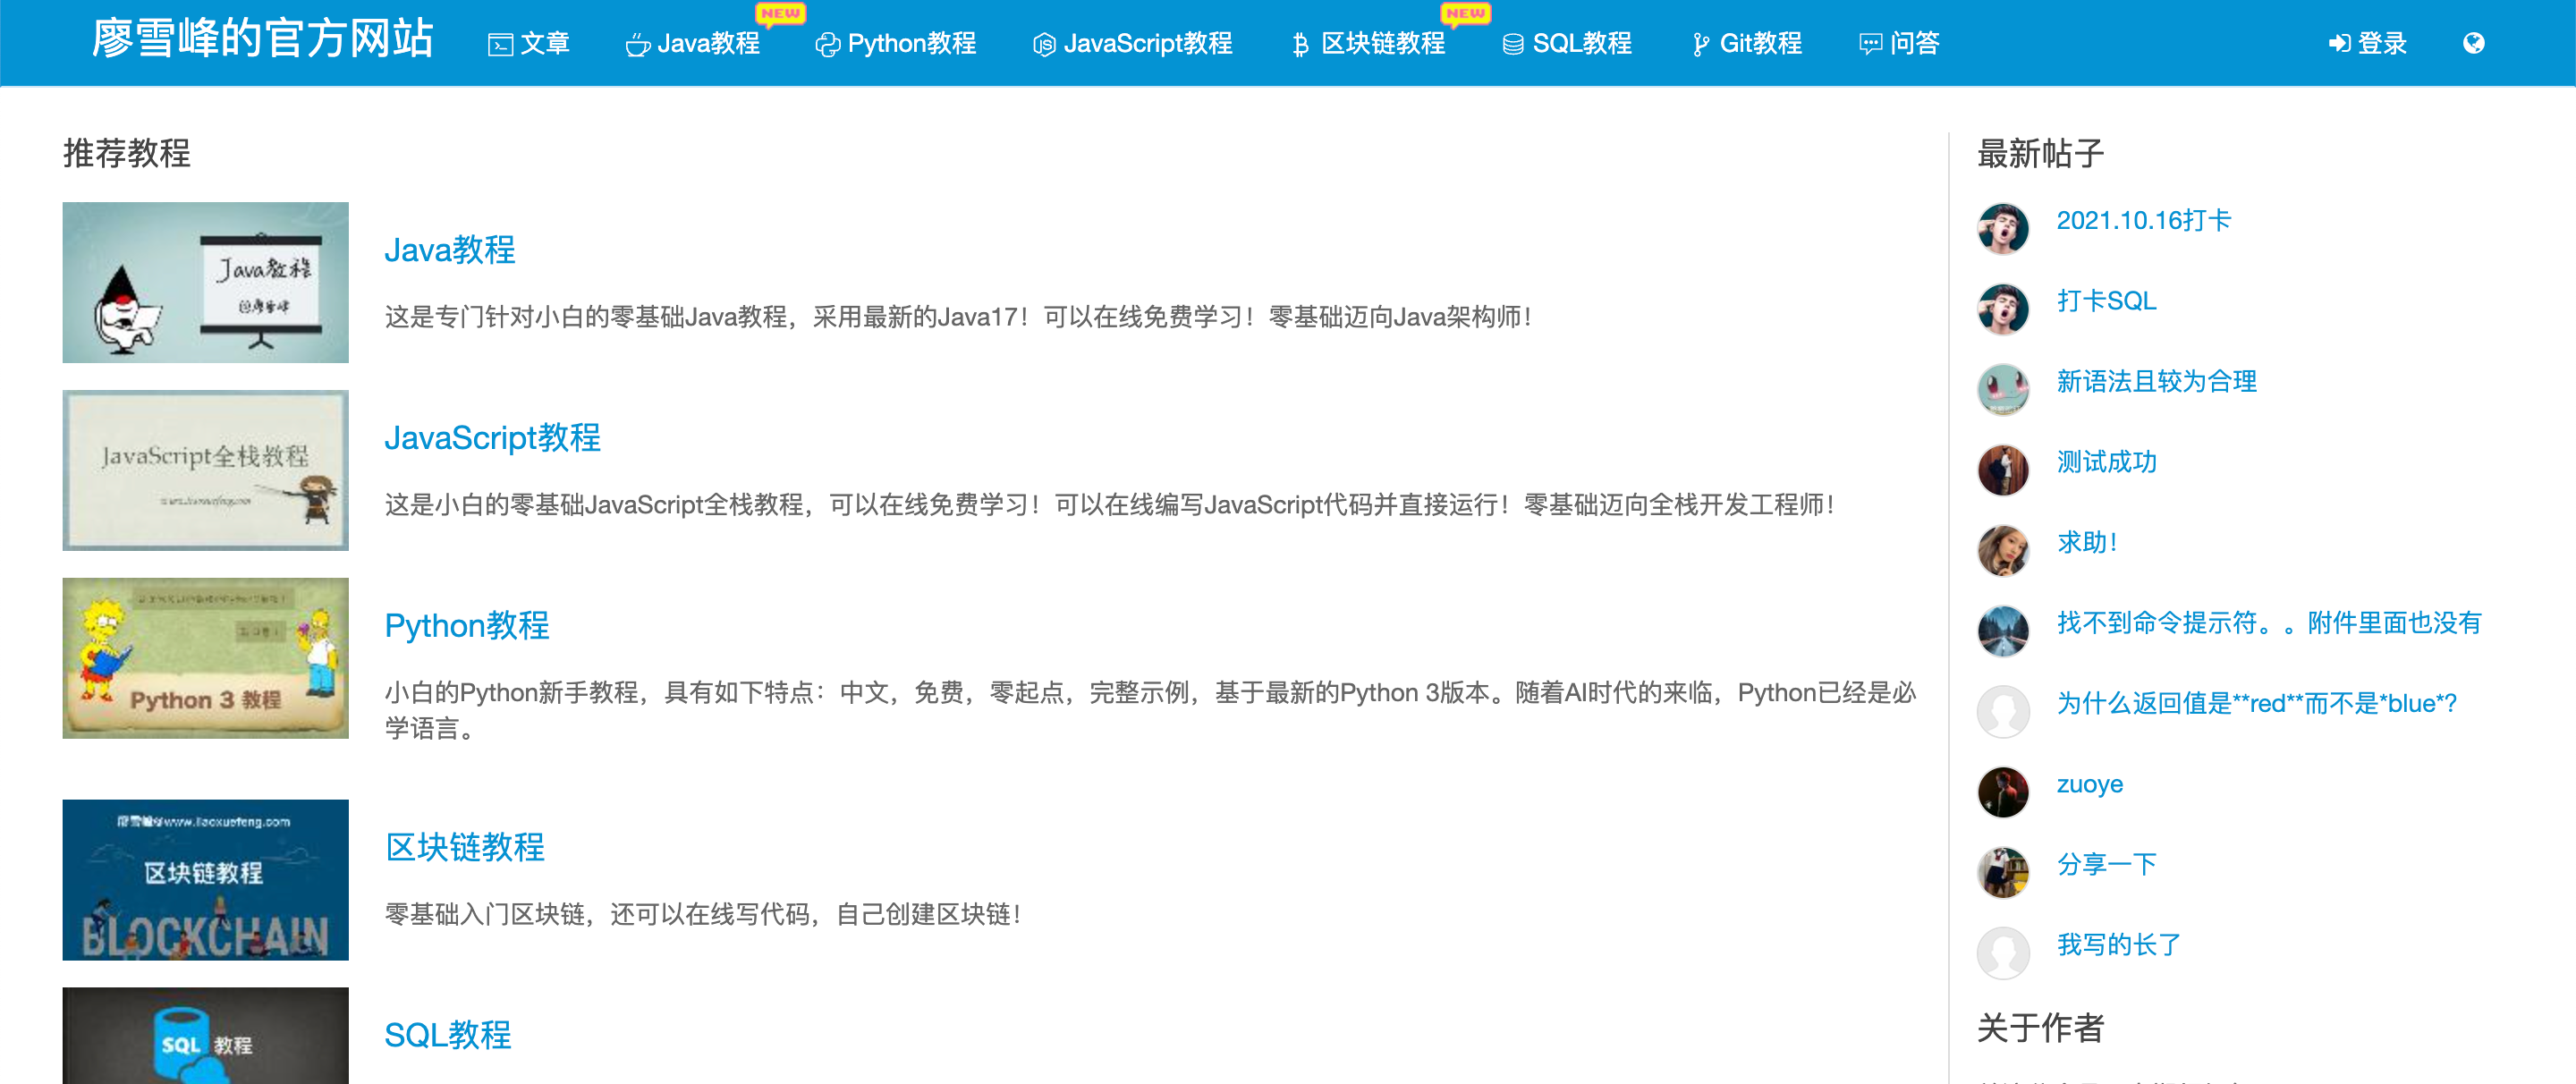 廖雪峰的官方网站 文章 Java教程 NEW Python教程 JavaScript教程 区块链教程 NEW SQL教程 Git教程 问答 登录
推荐教程
Java教程
Java教程
这是专门针对小白的零基础Java教程，采用最新的Java17！可以在线免费学习！零基础迈向Java架构师！
JavaScript全栈教程
www.liaoxuefeng.com
JavaScript教程
这是小白的零基础JavaScript全栈教程，可以在线免费学习！可以在线编写JavaScript代码并直接运行！零基础迈向全栈开发工程师！
Python 3 教程
Python教程
小白的Python新手教程，具有如下特点：中文，免费，零起点，完整示例，基于最新的Python 3版本。随着AI时代的来临，Python已经是必
学语言。
廖雪峰@www.liaoxuefeng.com
区块链教程
BLOCKCHAIN
区块链教程
零基础入门区块链，还可以在线写代码，自己创建区块链！
SQL 教程
SQL教程
最新帖子
2021.10.16打卡
打卡SQL
新语法且较为合理
测试成功
求助！
找不到命令提示符。。附件里面也没有
为什么返回值是**red**而不是*blue*?
zuoye
分享一下
我写的长了
关于作者